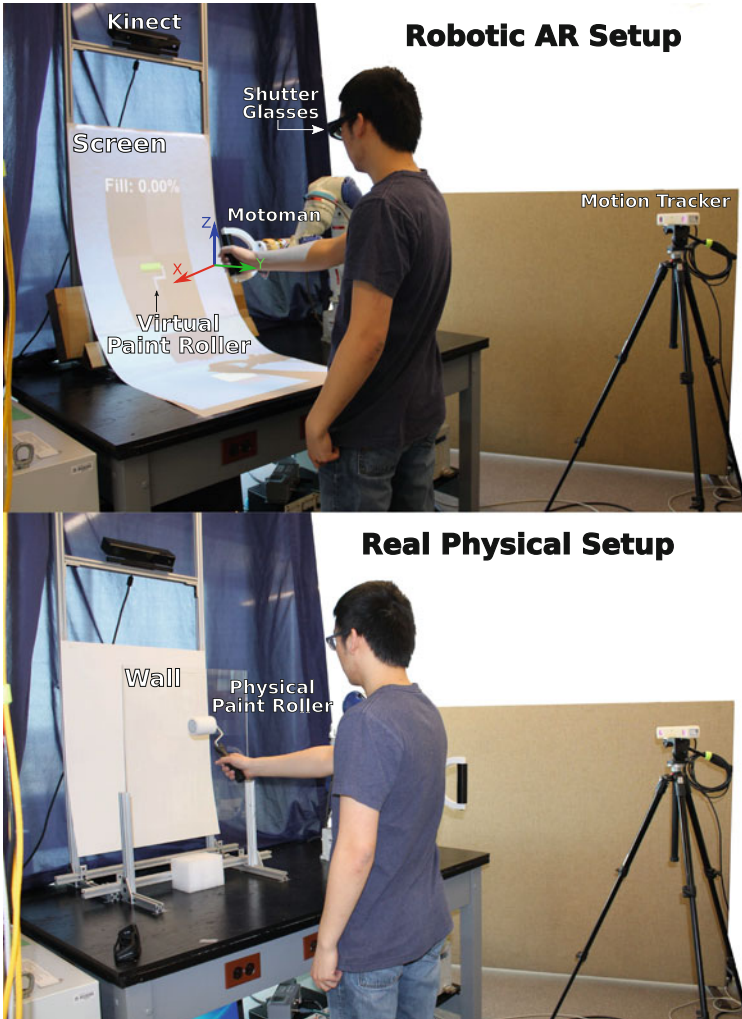 Kinect
Robotic AR Setup
Shutter
Glasses
Screen
Fill: 0.00%
Motion Tracker
Motoman
Z
X
Y
Virtual
Paint Roller
Real Physical Setup
Wall
Physical
Paint Roller